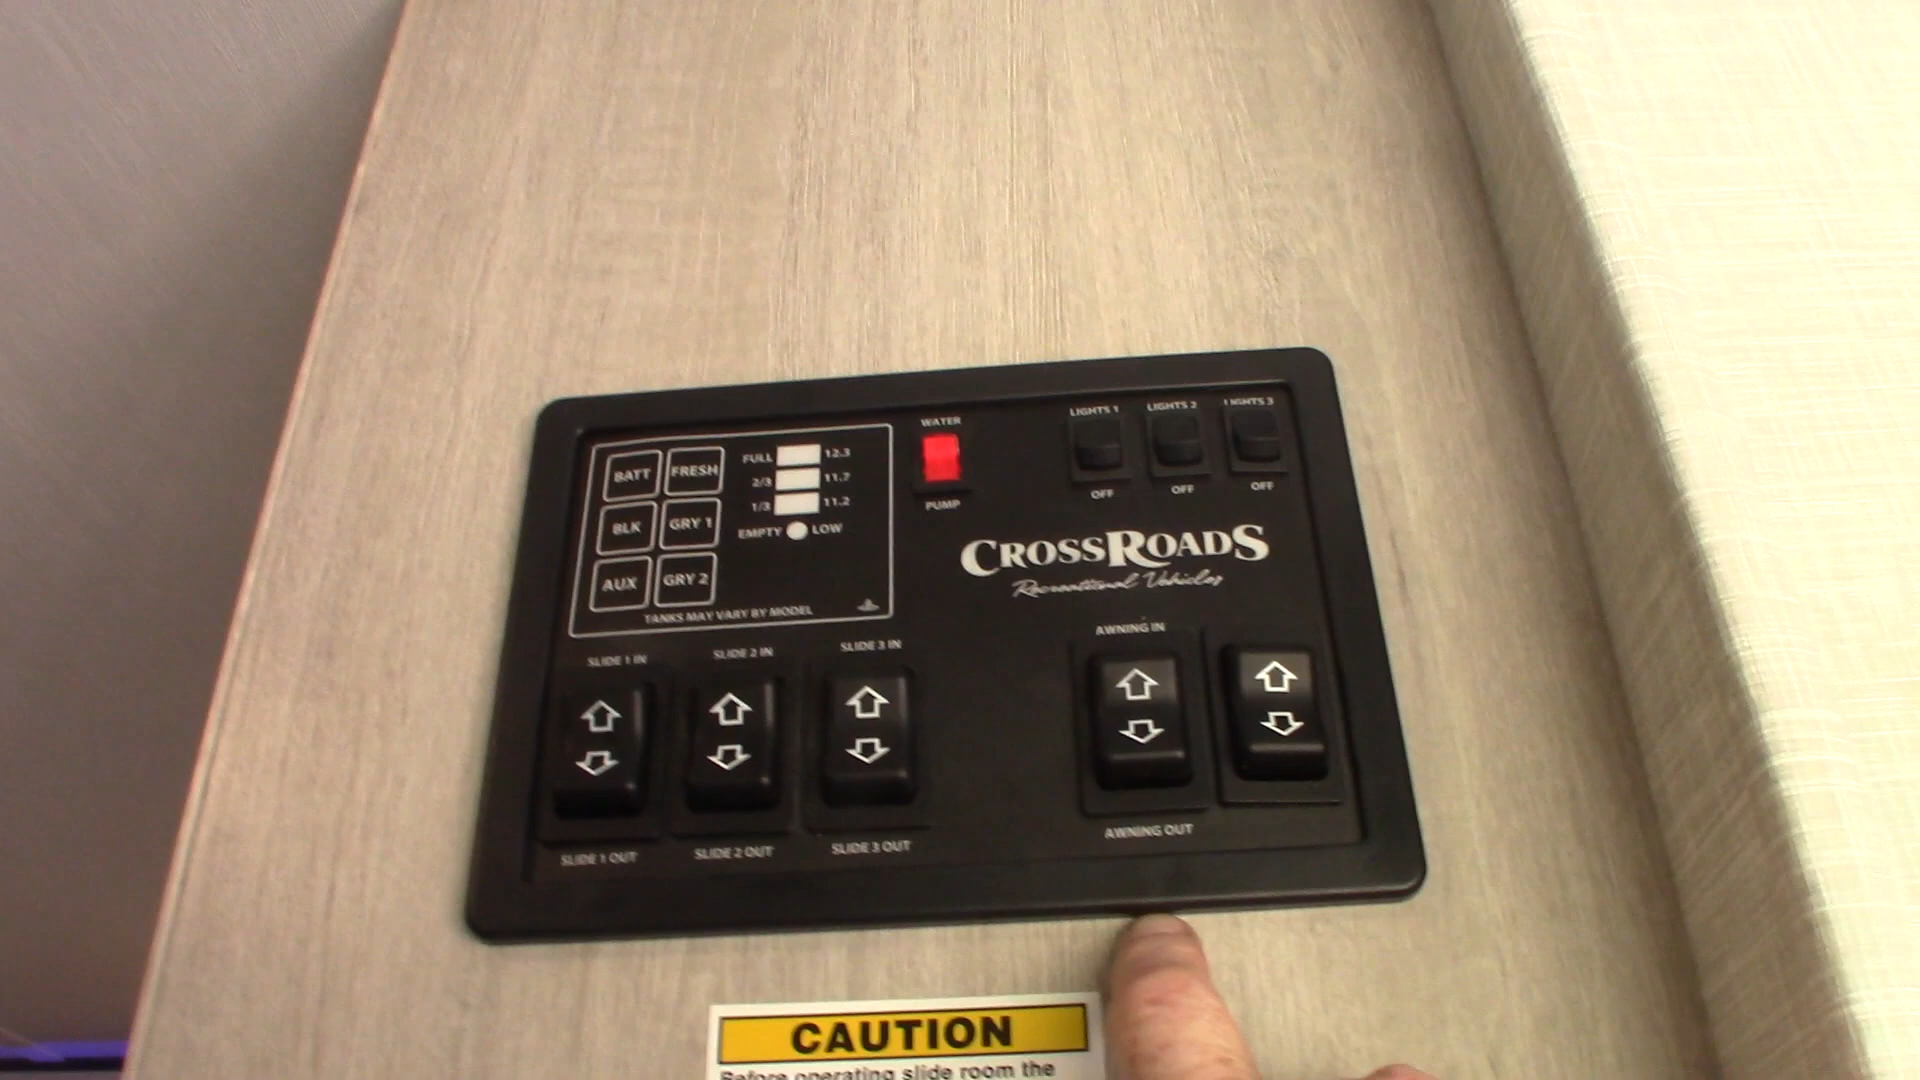 BATT FRESH
BLK GRY 1
AUX GRY 2
FULL 12.3
2/3 11.7
1/3 11.2
EMPTY LOW
TANKS MAY VARY BY MODEL
WATER
PUMP
LIGHTS 1 LIGHTS 2 LIGHTS 3
OFF OFF OFF
CROSSROADS
Recreational Vehicles
SLIDE 1 IN SLIDE 2 IN SLIDE 3 IN
AWNING IN
SLIDE 1 OUT SLIDE 2 OUT SLIDE 3 OUT
AWNING OUT
CAUTION
Before operating slide room the